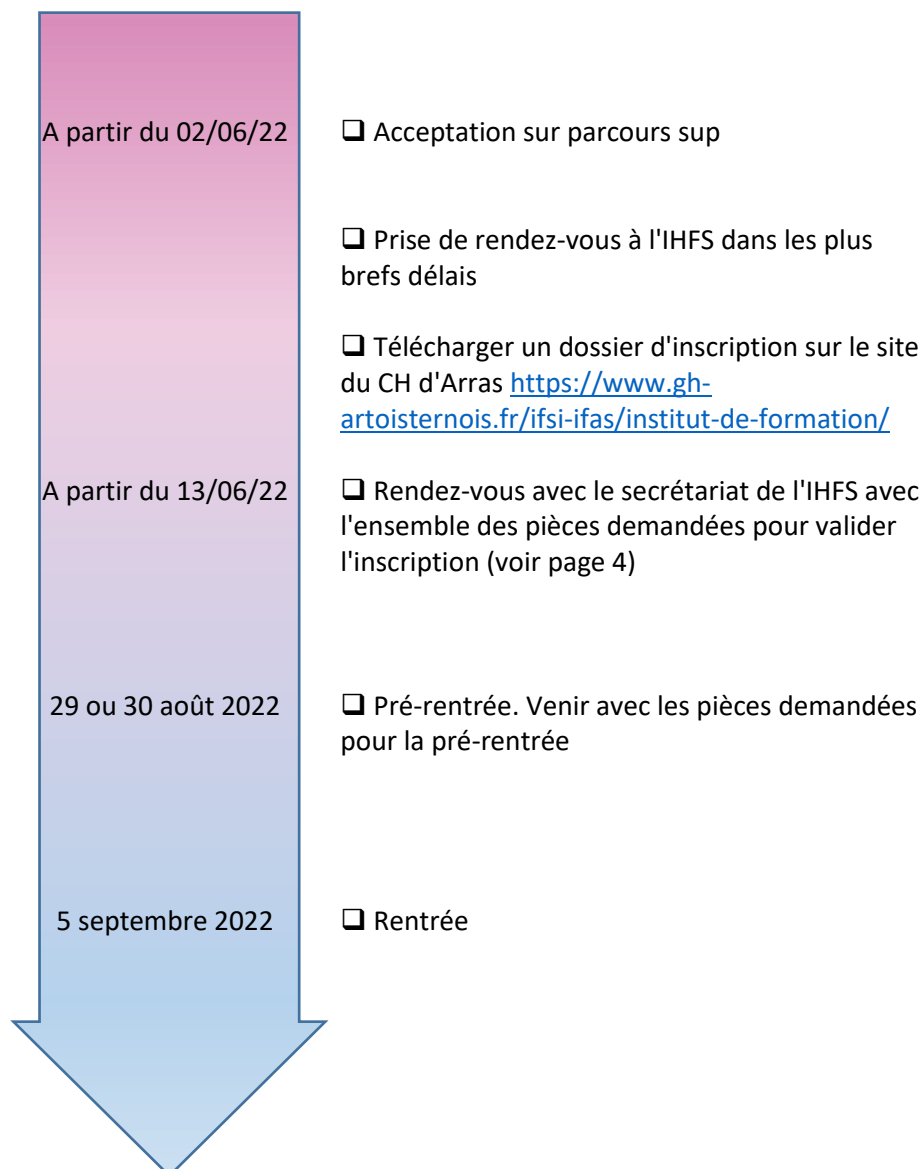 A partir du 02/06/22
❑ Acceptation sur parcours sup
❑ Prise de rendez-vous à l'IHFS dans les plus
brefs délais
❑ Télécharger un dossier d'inscription sur le site
du CH d'Arras https://www.gh-
artoisternois.fr/ifsi-ifas/institut-de-formation/
A partir du 13/06/22
❑ Rendez-vous avec le secrétariat de l'IHFS avec
l'ensemble des pièces demandées pour valider
l'inscription (voir page 4)
29 ou 30 août 2022
❑ Pré-rentrée. Venir avec les pièces demandées
pour la pré-rentrée
5 septembre 2022
❑ Rentrée